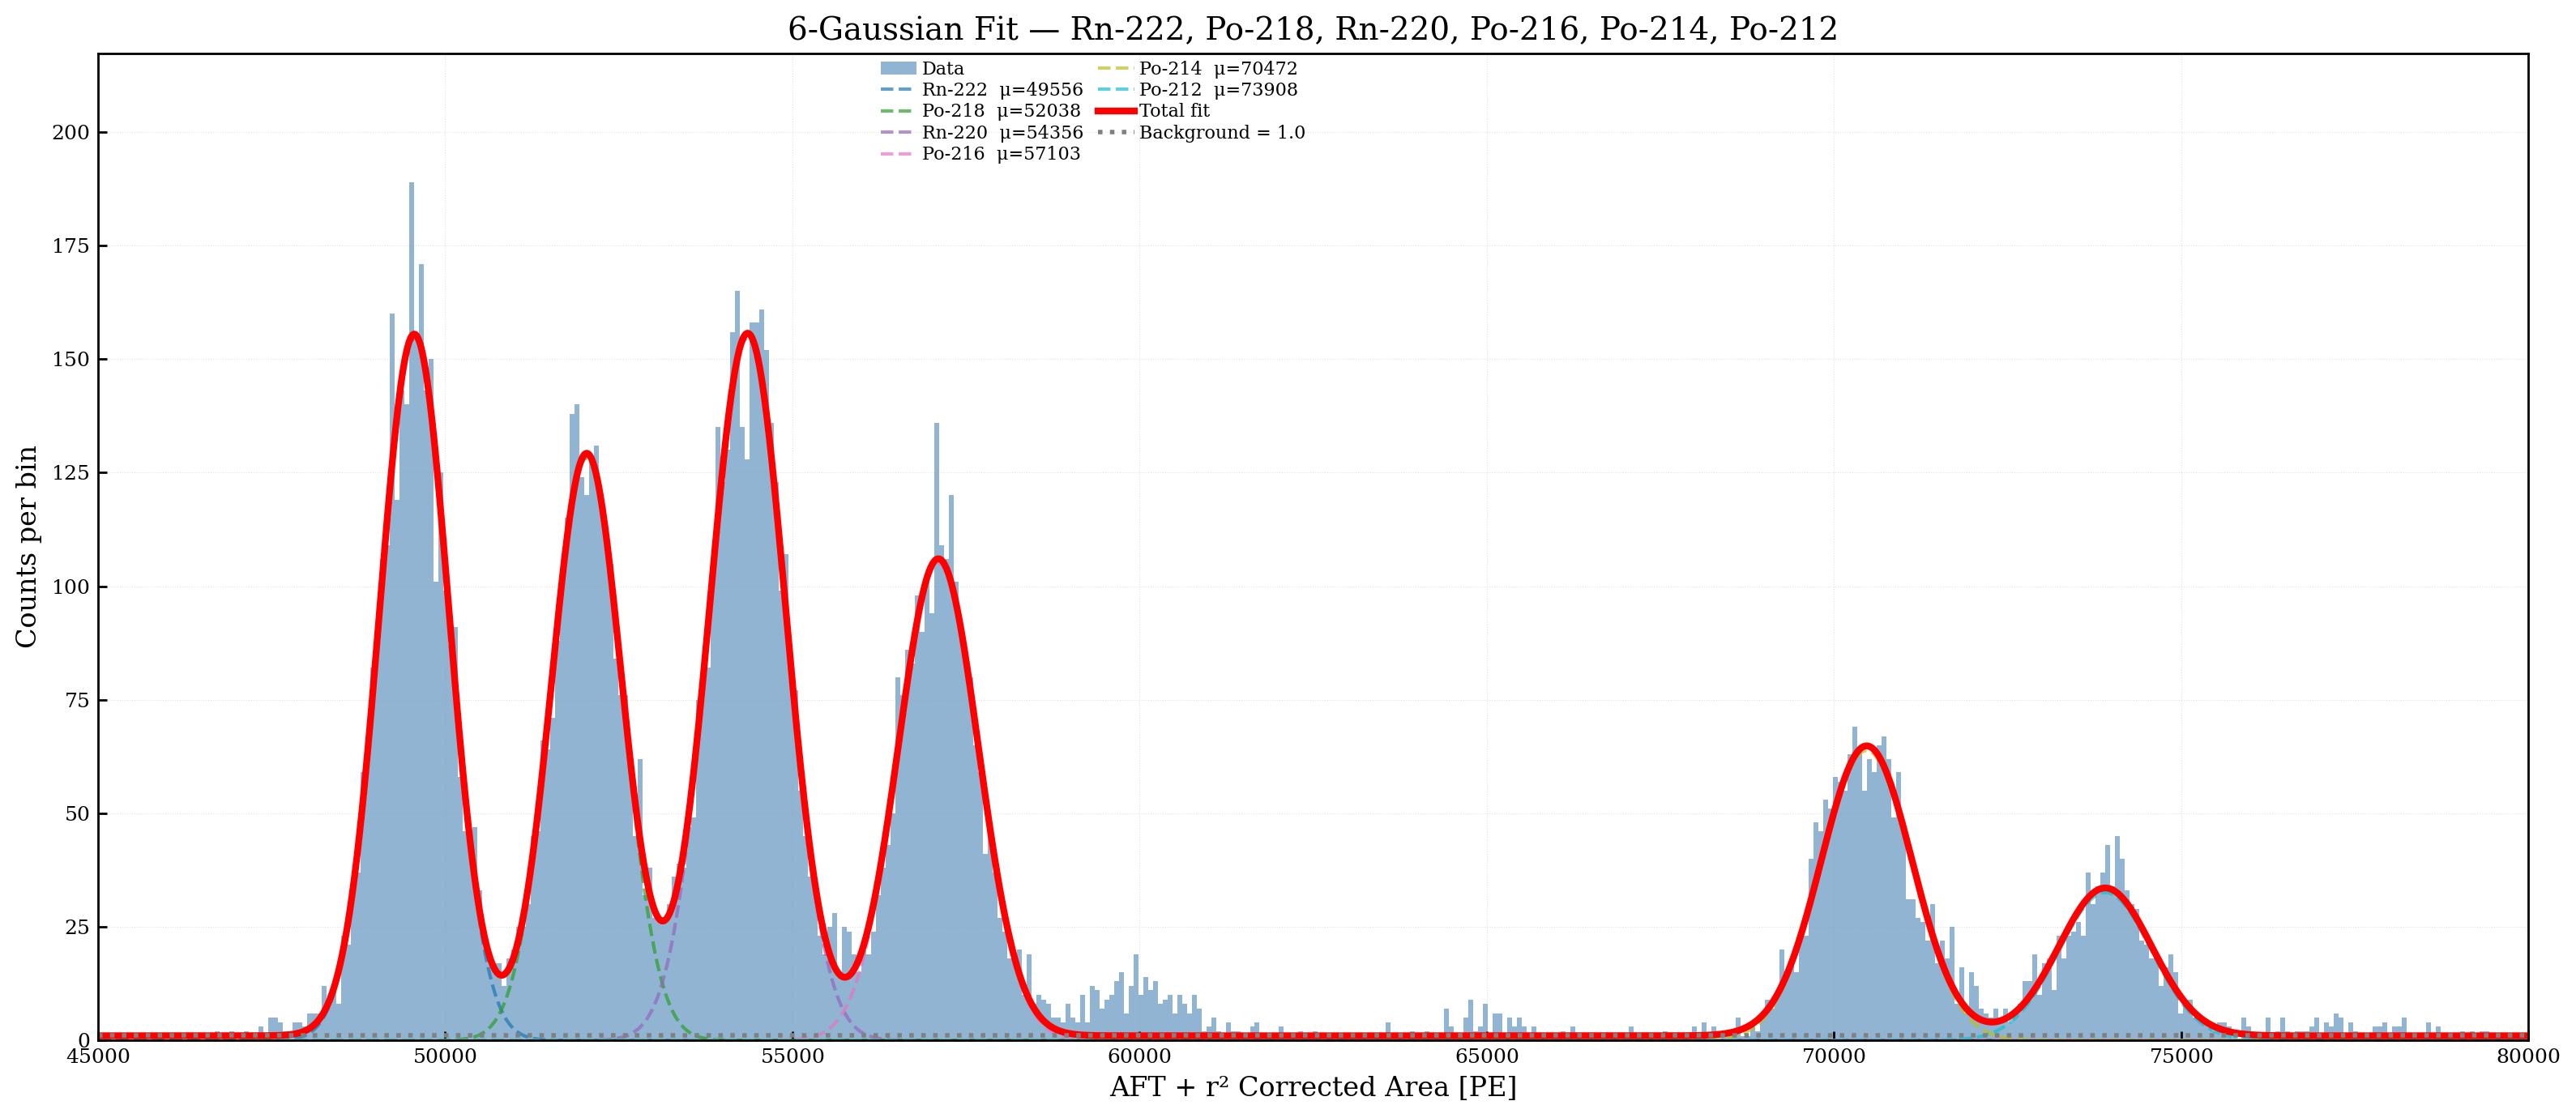 6-Gaussian Fit — Rn-222, Po-218, Rn-220, Po-216, Po-214, Po-212
Data
Rn-222 μ=49556
Po-218 μ=52038
Rn-220 μ=54356
Po-216 μ=57103
Po-214 μ=70472
Po-212 μ=73908
Total fit
Background = 1.0
Counts per bin
200
175
150
125
100
75
50
25
0
45000 50000 55000 60000 65000 70000 75000 80000
AFT + r² Corrected Area [PE]